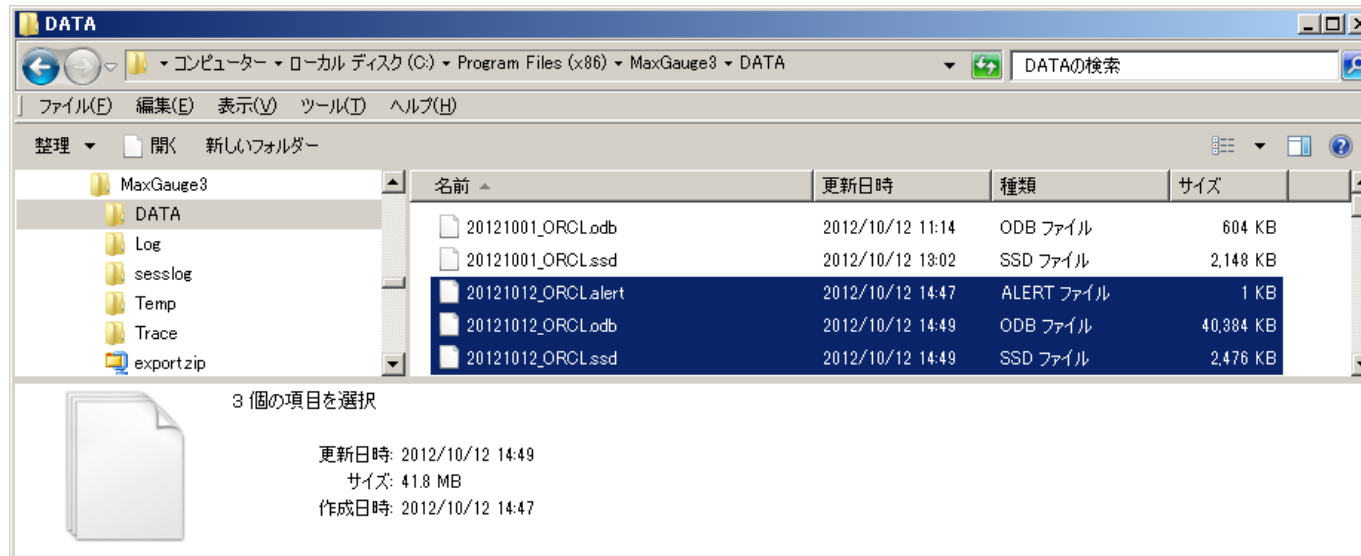 DATA
コンピューター ローカル ディスク (C:) Program Files (x86) MaxGauge3 DATA
DATAの検索
ファイル(F) 編集(E) 表示(V) ツール(T) ヘルプ(H)
整理 開く 新しいフォルダー
MaxGauge3
DATA
Log
sesslog
Temp
Trace
export.zip
名前 更新日時 種類 サイズ
20121001_ORCL.odb 2012/10/12 11:14 ODB ファイル 604 KB
20121001_ORCL.ssd 2012/10/12 13:02 SSD ファイル 2,148 KB
20121012_ORCL.alert 2012/10/12 14:47 ALERT ファイル 1 KB
20121012_ORCL.odb 2012/10/12 14:49 ODB ファイル 40,384 KB
20121012_ORCL.ssd 2012/10/12 14:49 SSD ファイル 2,476 KB
3 個の項目を選択
更新日時: 2012/10/12 14:49
サイズ: 41.8 MB
作成日時: 2012/10/12 14:47